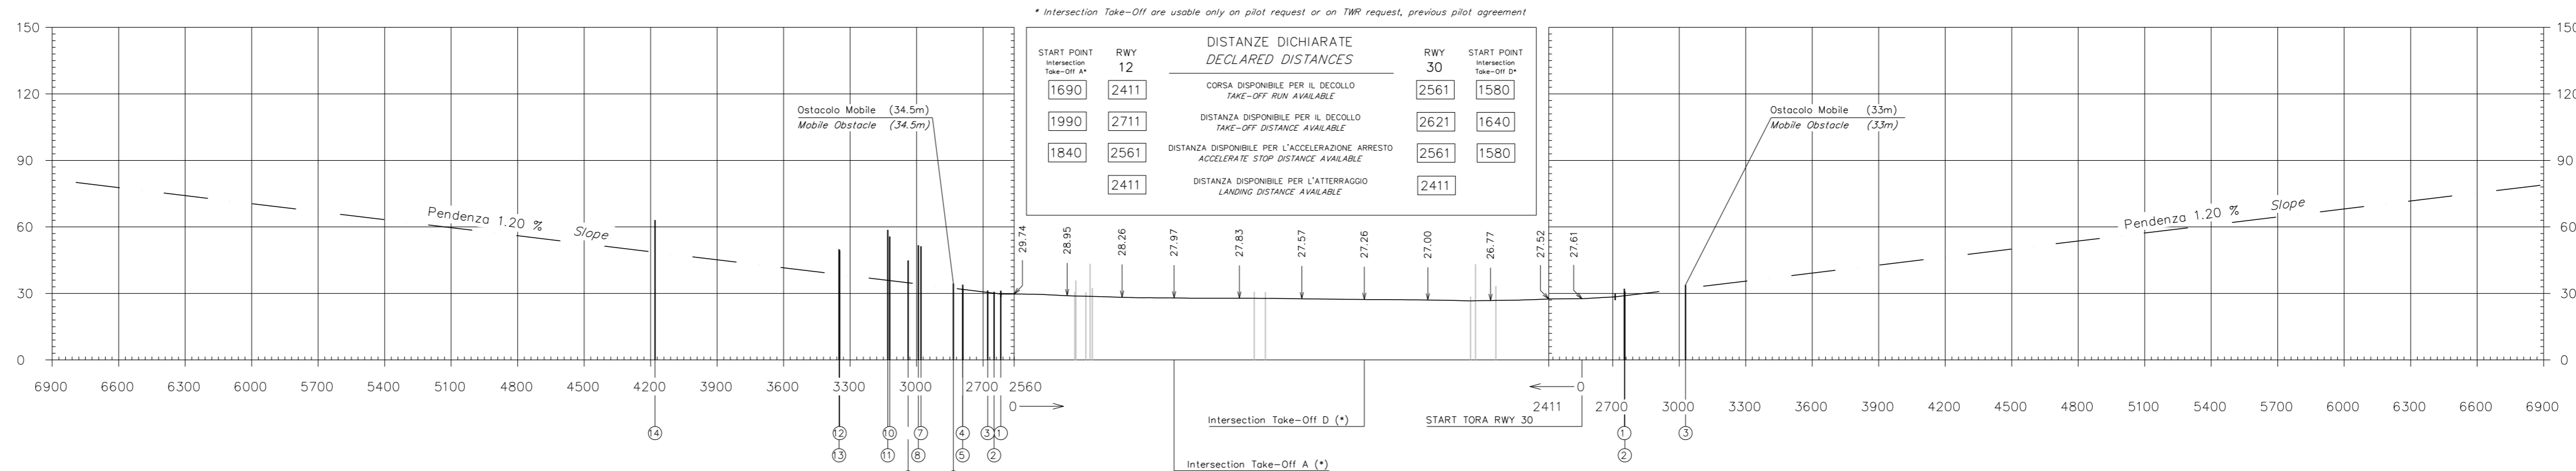 * Intersection Take-Off are usable only on pilot request or on TWR request, previous pilot agreement
150
120
90
60
30
0
150
120
90
60
30
0
DISTANZE DICHIARATE
DECLARED DISTANCES
START POINT
Intersection
Take-Off A*
RWY
12
RWY
30
START POINT
Intersection
Take-Off D*
1690 2411 CORSA DISPONIBILE PER IL DECOLLO 2561 1580
TAKE-OFF RUN AVAILABLE
1990 2711 DISTANZA DISPONIBILE PER IL DECOLLO 2621 1640
TAKE-OFF DISTANCE AVAILABLE
1840 2561 DISTANZA DISPONIBILE PER L'ACCELERAZIONE ARRESTO 2561 1580
ACCELERATE STOP DISTANCE AVAILABLE
2411 DISTANZA DISPONIBILE PER L'ATTERRAGGIO 2411
LANDING DISTANCE AVAILABLE
Ostacolo Mobile (34.5m)
Mobile Obstacle (34.5m)
Ostacolo Mobile (33m)
Mobile Obstacle (33m)
Pendenza 1.20 % Slope
Pendenza 1.20 % Slope
29.74 28.95 28.26 27.97 27.83 27.57 27.26 27.00 26.77 27.52 27.61
6900 6600 6300 6000 5700 5400 5100 4800 4500 4200 3900 3600 3300 3000 2700 2560
0
0
2411 2700 3000 3300 3600 3900 4200 4500 4800 5100 5400 5700 6000 6300 6600 6900
Intersection Take-Off D (*)
START TORA RWY 30
Intersection Take-Off A (*)
14 12 10 7 4 3 1
13 11 8 5 2
1 3
2